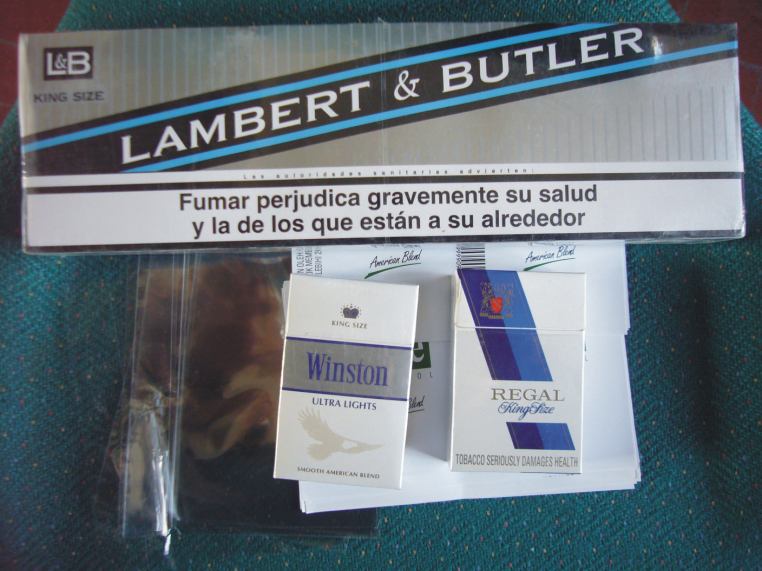 L&B
KING SIZE
LAMBERT & BUTLER
Las autoridades sanitarias advierten:
Fumar perjudica gravemente su salud
y la de los que están a su alrededor
American Blend
American Blend
KING SIZE
Winston
ULTRA LIGHTS
SMOOTH AMERICAN BLEND
REGAL
King Size
TOBACCO SERIOUSLY DAMAGES HEALTH